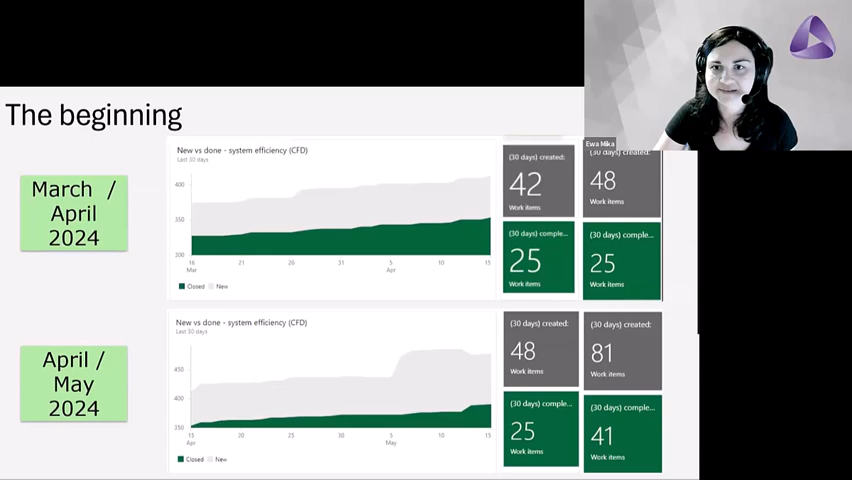 The beginning
Ewa Mika
March /
April
2024
New vs done - system efficiency (CFD)
Last 30 days
400
350
300
16
Mar
21
26
31
5
Apr
10
15
Closed
New
(30 days) created:
42
Work items
(30 days) created:
48
Work items
(30 days) comple...
25
Work items
(30 days) comple...
25
Work items
April /
May
2024
New vs done - system efficiency (CFD)
Last 30 days
450
400
350
15
Apr
20
25
30
5
May
10
15
Closed
New
(30 days) created:
48
Work items
(30 days) created:
81
Work items
(30 days) comple...
25
Work items
(30 days) comple...
41
Work items